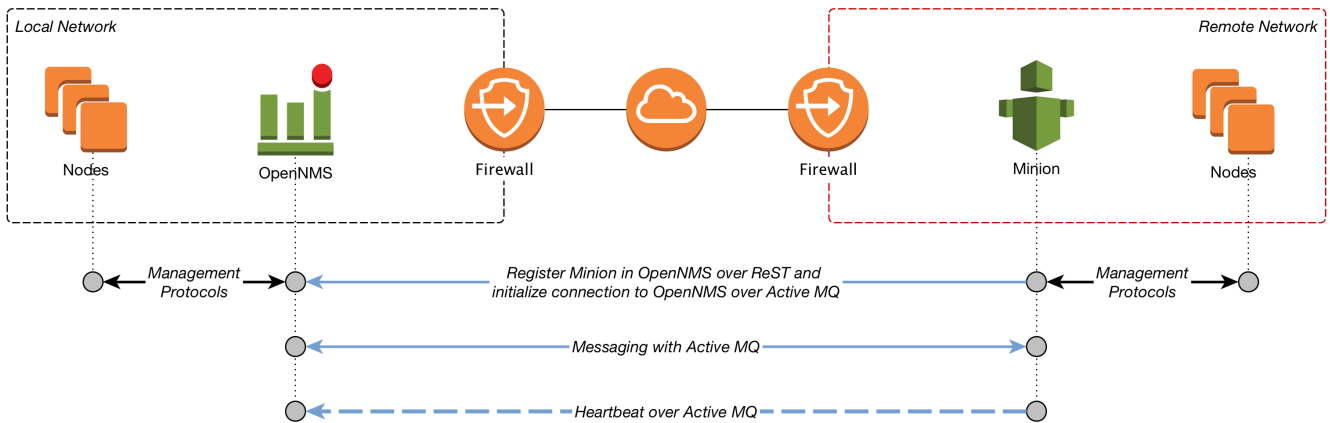 Local Network
Remote Network
Nodes
OpenNMS
Firewall
Firewall
Minion
Nodes
Management
Protocols
Register Minion in OpenNMS over ReST and
initialize connection to OpenNMS over Active MQ
Management
Protocols
Messaging with Active MQ
Heartbeat over Active MQ